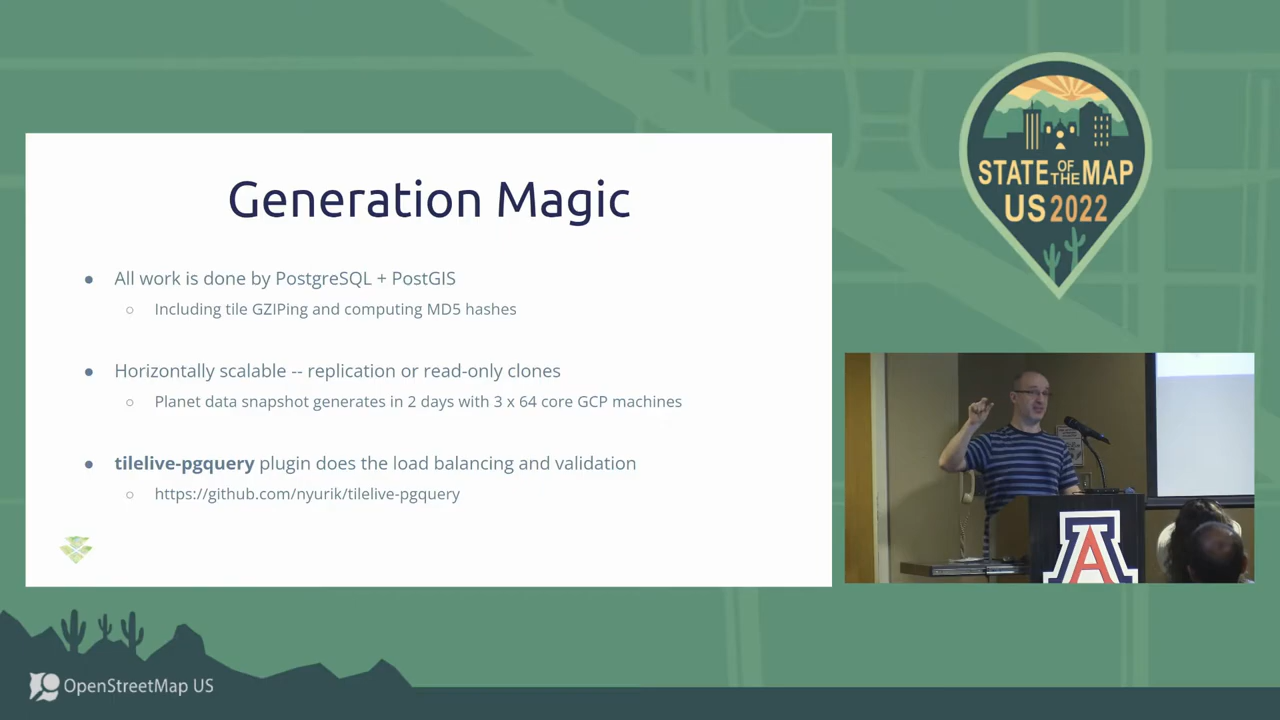 Generation Magic
● All work is done by PostgreSQL + PostGIS
○ Including tile GZIPing and computing MD5 hashes
● Horizontally scalable -- replication or read-only clones
○ Planet data snapshot generates in 2 days with 3 x 64 core GCP machines
● tilelive-pgquery plugin does the load balancing and validation
○ https://github.com/nyurik/tilelive-pgquery
STATE OF THE MAP
US 2022
A
OpenStreetMap US